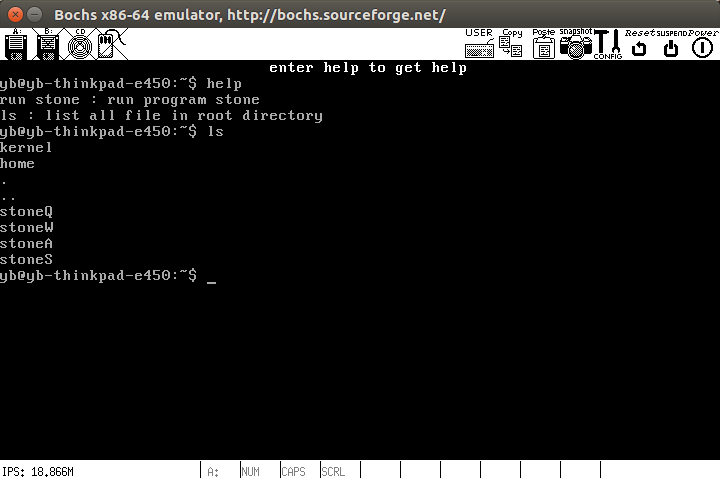 Bochs x86-64 emulator, http://bochs.sourceforge.net/
A: B: CD USER Copy Paste snapshot CONFIG Reset SUSPEND Power
enter help to get help
yb@yb-thinkpad-e450:~$ help
run stone : run program stone
ls : list all file in root directory
yb@yb-thinkpad-e450:~$ ls
kernel
home
.
..
stoneQ
stoneW
stoneA
stoneS
yb@yb-thinkpad-e450:~$ _
IPS: 18.866M A: NUM CAPS SCRL